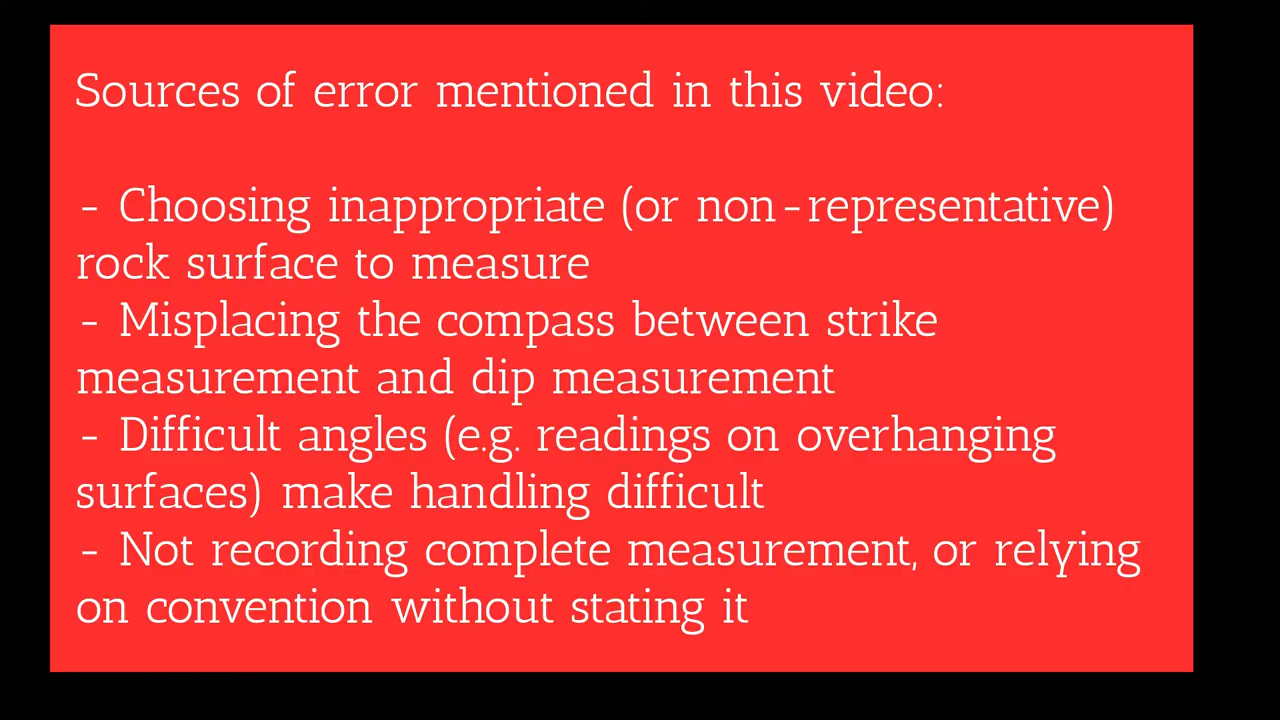 Sources of error mentioned in this video:
- Choosing inappropriate (or non-representative)
rock surface to measure
- Misplacing the compass between strike
measurement and dip measurement
- Difficult angles (e.g. readings on overhanging
surfaces) make handling difficult
- Not recording complete measurement, or relying
on convention without stating it